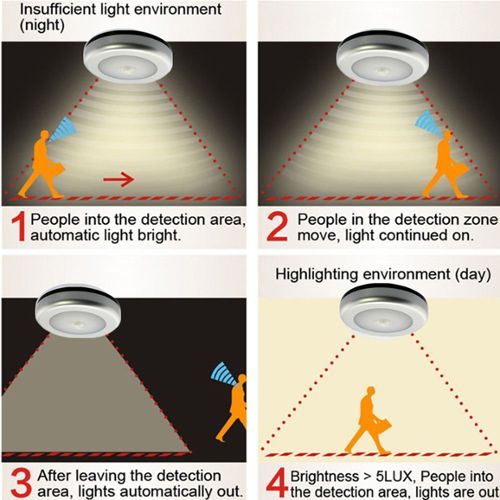 Insufficient light environment
(night)
1 People into the detection area,
automatic light bright.
2 People in the detection zone
move, light continued on.
3 After leaving the detection
area, lights automatically out.
Highlighting environment (day)
4 Brightness > 5LUX, People into
the detection area, lights are out